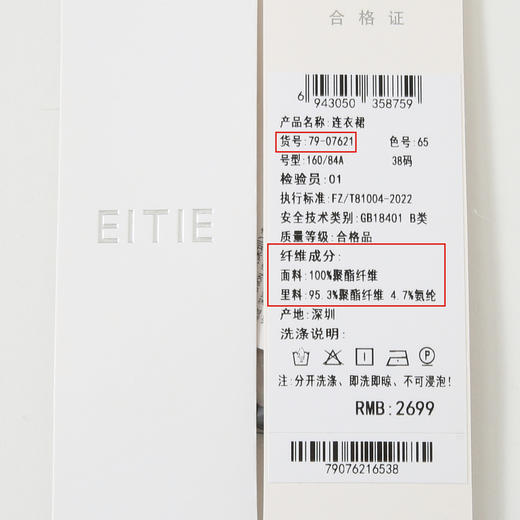 EITIE
合格证
6 943050 358759
产品名称:连衣裙
货号:79-07621 色号:65
号型:160/84A 38码
检验员:01
执行标准:FZ/T81004-2022
安全技术类别:GB18401 B类
质量等级:合格品
纤维成分:
面料:100%聚酯纤维
里料:95.3%聚酯纤维 4.7%氨纶
产地:深圳
洗涤说明:
注:分开洗涤、即洗即晾、不可浸泡!
RMB:2699
79076216538